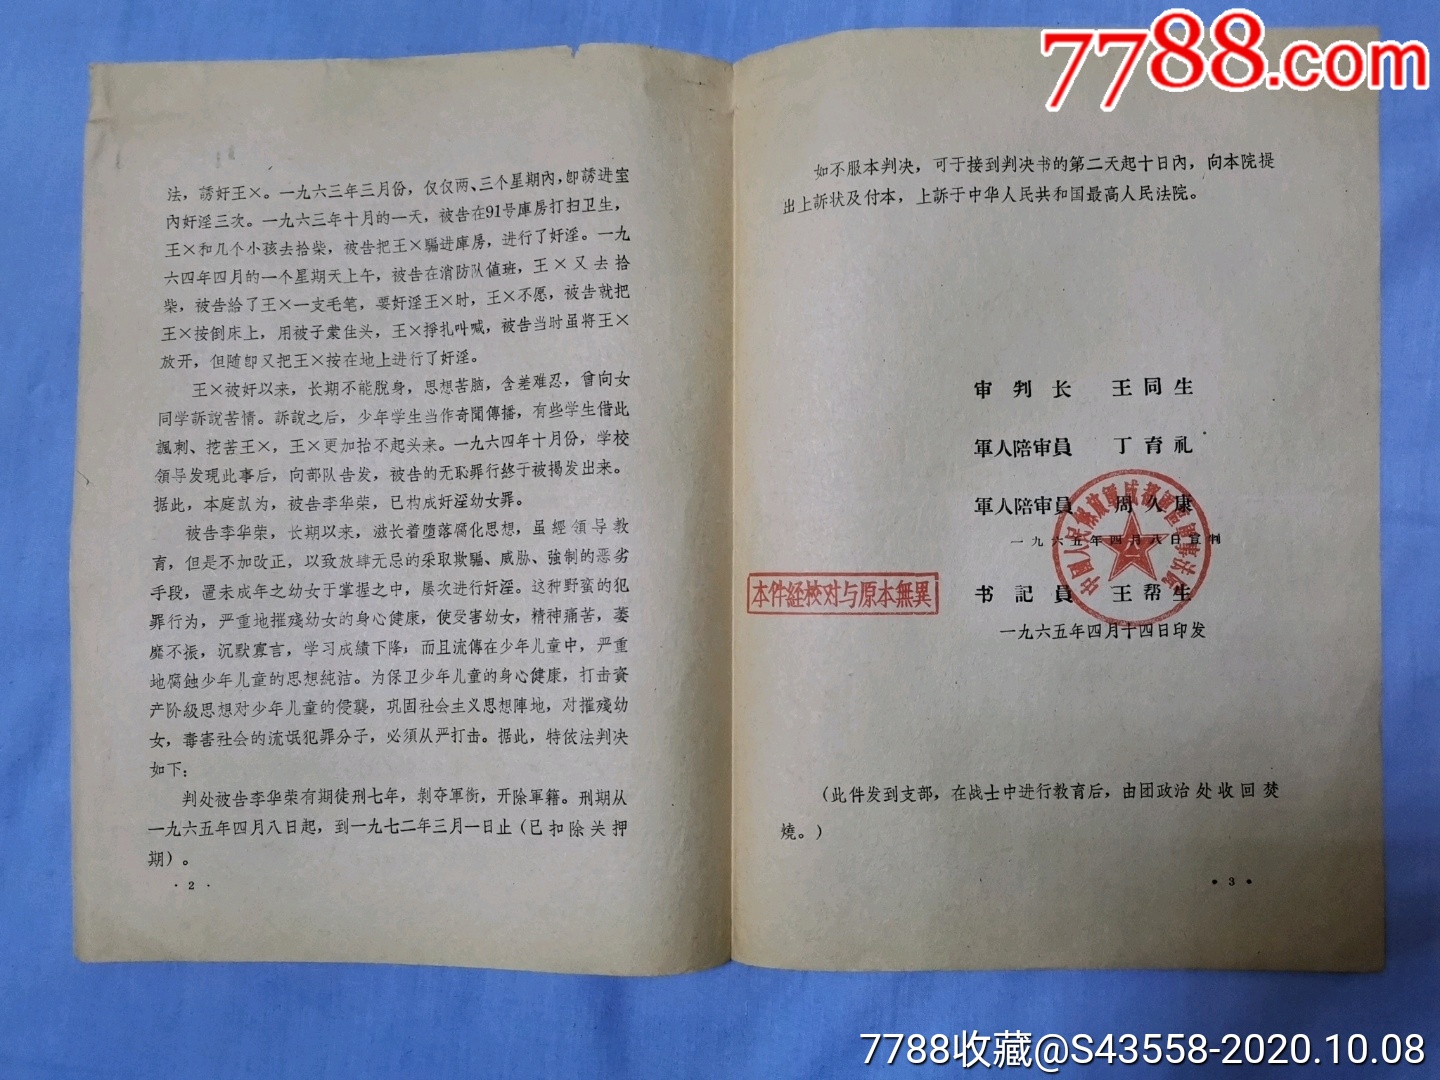 7788.com
法，誘奸王×。一九六三年三月份，仅仅两、三个星期內，卽誘进室
內奸淫三次。一九六三年十月的一天，被告在91号庫房打扫卫生，
王×和几个小孩去拾柴，被告把王×騙进庫房，进行了奸淫。一九
六四年四月的一个星期天上午，被告在消防队值班，王×又去拾
柴，被告給了王×一支毛笔，要奸淫王×时，王×不愿，被告就把
王×按倒床上，用被子蒙住头，王×掙扎叫喊，被告当时虽将王×
放开，但随卽又把王×按在地上进行了奸淫。
王×被奸以来，长期不能脫身，思想苦脑，含羞难忍，曾向女
同学訴說苦情。訴說之后，少年学生当作奇聞傳播，有些学生借此
諷刺、挖苦王×，王×更加抬不起头来。一九六四年十月份，学校
領导发現此事后，向部队告发，被告的无恥罪行終于被揭发出来。
据此，本庭訙为，被告李华荣，已构成奸淫幼女罪。
被告李华荣，长期以来，滋长着墮落腐化思想，虽經領导教
育，但是不加改正，以致放肆无忌的采取欺騙、威胁、強制的恶劣
手段，置未成年之幼女于掌握之中，屡次进行奸淫。这种野蛮的犯
罪行为，严重地摧殘幼女的身心健康，使受害幼女，精神痛苦，萎
靡不振，沉默寡言，学习成績下降，而且流傳在少年儿童中，严重
地腐蝕少年儿童的思想純洁。为保卫少年儿童的身心健康，打击資
产阶級思想对少年儿童的侵襲，巩固社会主义思想陣地，对摧殘幼
女，毒害社会的流氓犯罪分子，必須从严打击。据此，特依法判决
如下：
判处被告李华荣有期徒刑七年，剝夺軍銜，开除軍籍。刑期从
一九六五年四月八日起，到一九七二年三月一日止（已扣除关押
期）。
· 2 ·
如不服本判决，可于接到判决书的第二天起十日內，向本院提
出上訴状及付本，上訴于中华人民共和国最高人民法院。
审判长 王同生
軍人陪审員 丁育礼
軍人陪审員 周人康
一九六五年四月八日宣判
中國人民解放軍成都軍區軍事法院
本件経校对与原本無異
书記員 王帮生
一九六五年四月十四日印发
（此件发到支部，在战士中进行教育后，由团政治处收回焚
燒。）
• 3 •
7788收藏@S43558-2020.10.08